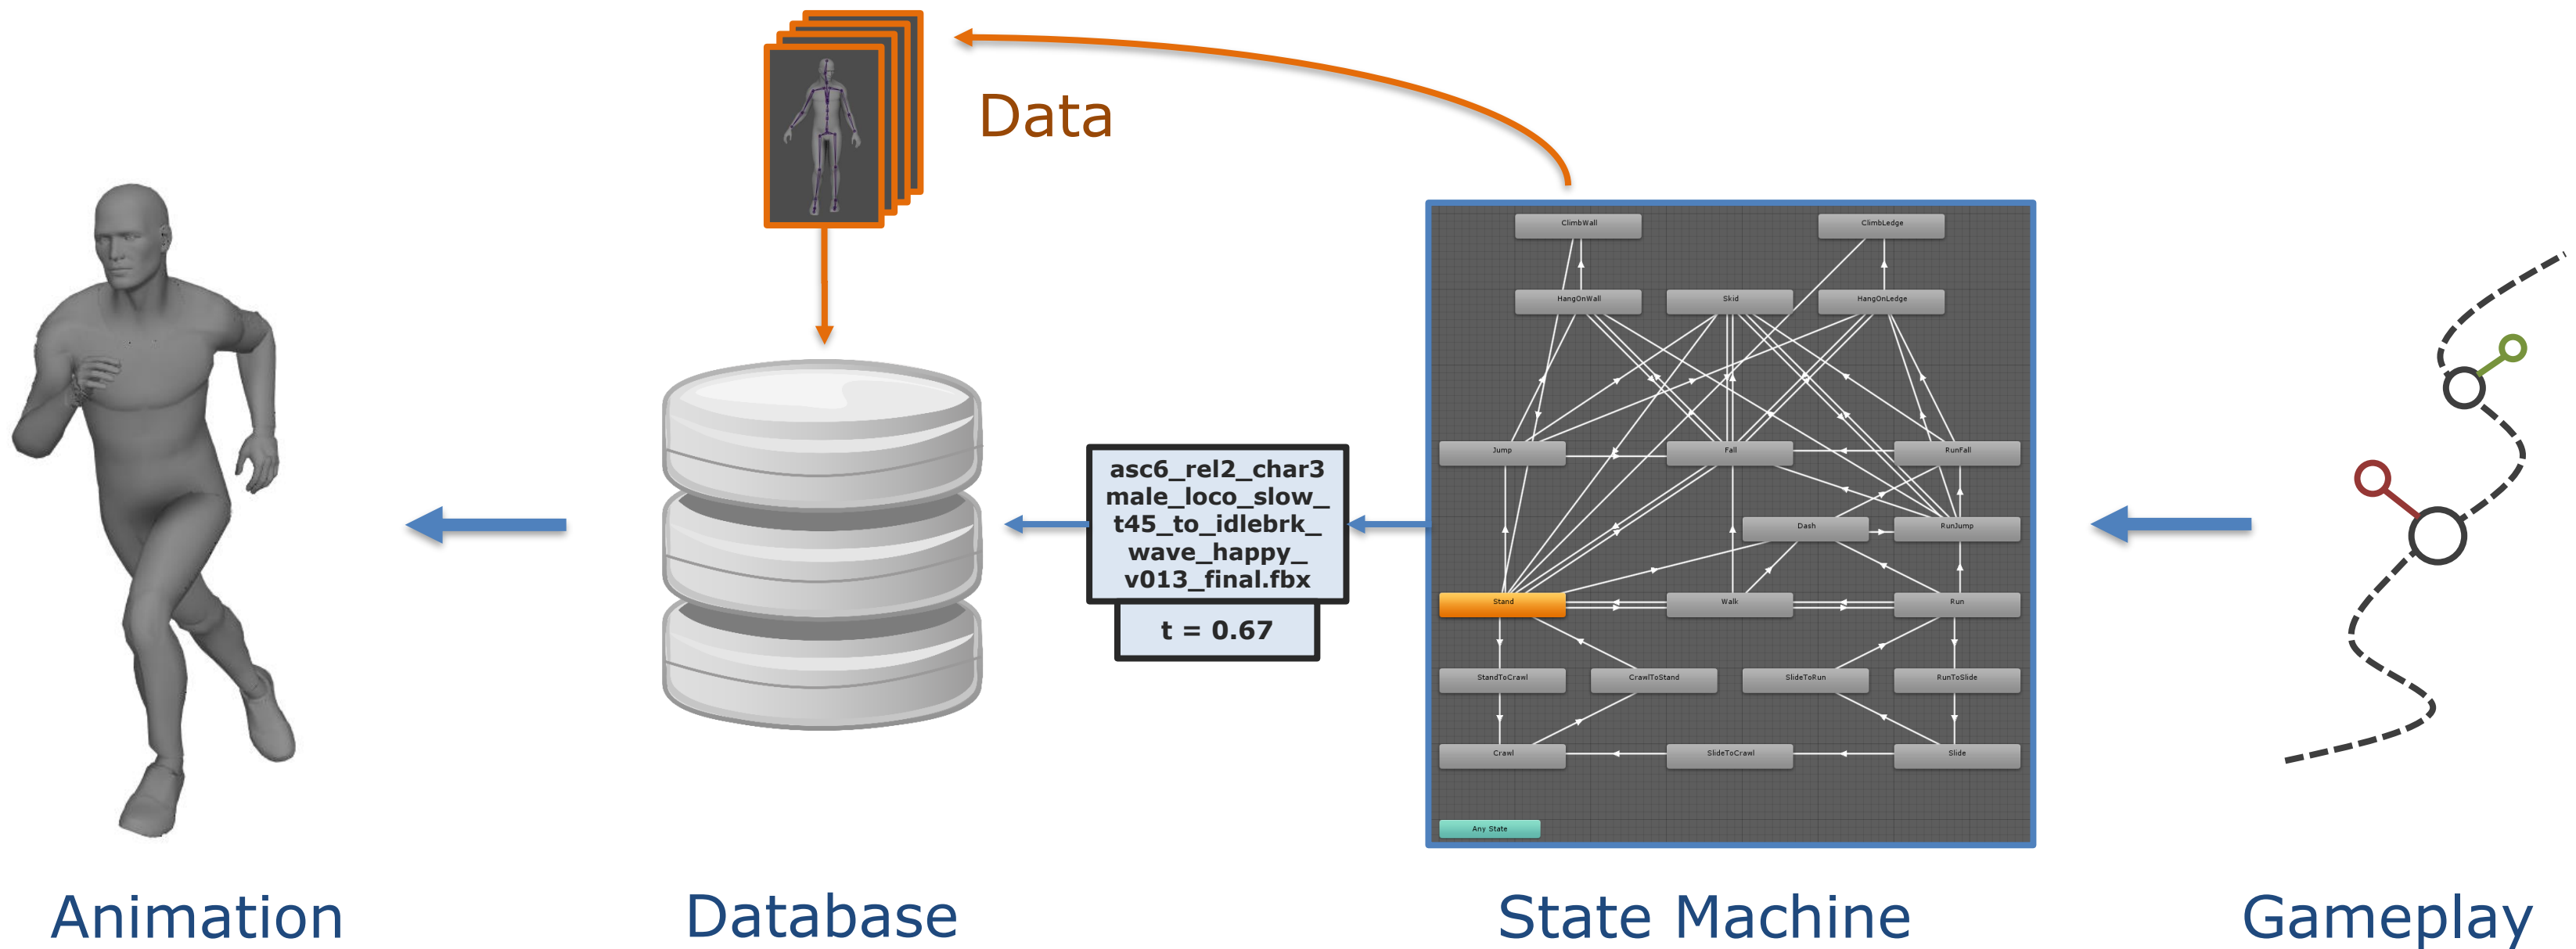 Data
ClimbWall
ClimbLedge
HangOnWall
Skid
HangOnLedge
Jump
Fall
RunFall
asc6_rel2_char3
male_loco_slow_
t45_to_idlebrk_
wave_happy_
v013_final.fbx
t = 0.67
Dash
RunJump
Stand
Walk
Run
StandToCrawl
CrawlToStand
SlideToRun
RunToSlide
Crawl
SlideToCrawl
Slide
Any State
Animation
Database
State Machine
Gameplay